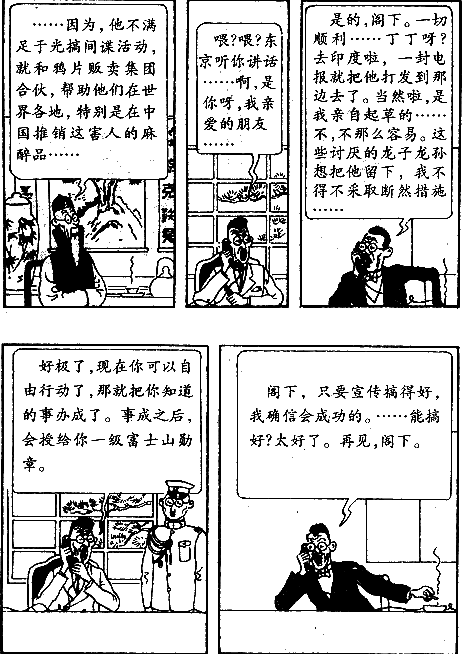 ……因为，他不满
足于光搞间谍活动，
就和鸦片贩卖集团
合伙，帮助他们在世
界各地，特别是在中
国推销这害人的麻
醉品……
喂？喂？东
京听你讲话
……啊，是
你呀，我亲
爱的朋友
……
是的，阁下。一切
顺利……丁丁呀？
去印度啦，一封电
报就把他打发到那
边去了。当然啦，是
我亲自起草的……
不，不那么容易。这
些讨厌的龙子龙孙
想把他留下，我不
得不采取断然措施
……
好极了，现在你可以自
由行动了，那就把你知道
的事办成了。事成之后，
会授给你一级富士山勋
章。
阁下，只要宣传搞得好，
我确信会成功的。……能搞
好？太好了。再见，阁下。